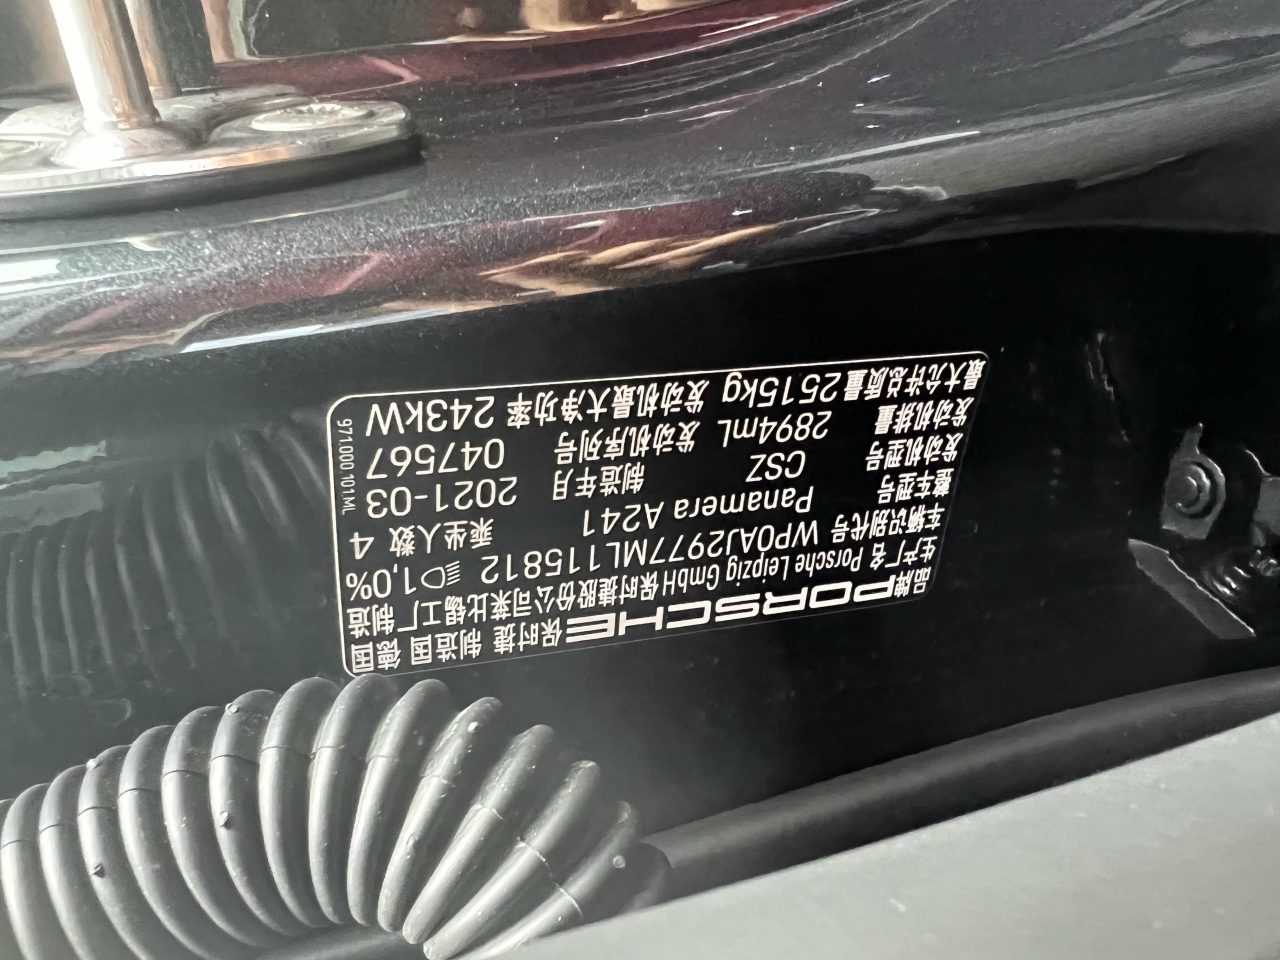 品牌 PORSCHE 保时捷 制造国 德国
生产厂名 Porsche Leipzig GmbH 保时捷股份公司莱比锡工厂 制造
车辆识别代号 WP0AJ2977ML115812 1,0%
整车型号 Panamera A241 乘坐人数 4
发动机型号 CSZ 制造年月 2021-03
发动机排量 2894mL 发动机序列号 047567
最大允许总质量 2515kg 发动机最大净功率 243kW
971.000.101.ML